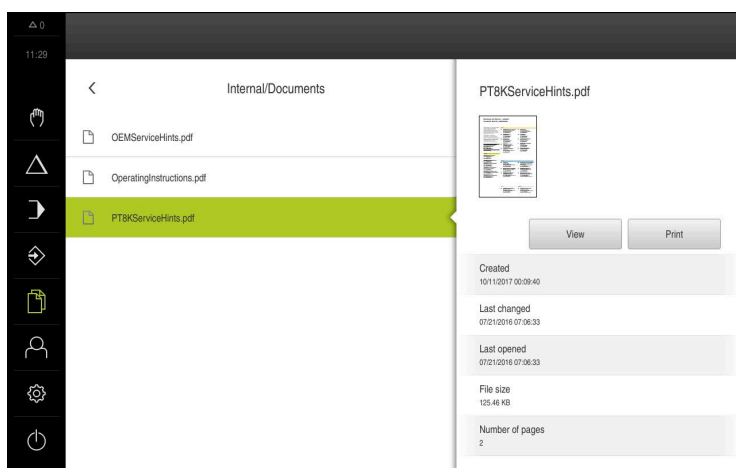 0
11:29
Internal/Documents
OEMServiceHints.pdf
OperatingInstructions.pdf
PT8KServiceHints.pdf
PT8KServiceHints.pdf
View
Print
Created
10/11/2017 00:09:40
Last changed
07/21/2016 07:06:33
Last opened
07/21/2016 07:06:33
File size
125.46 KB
Number of pages
2